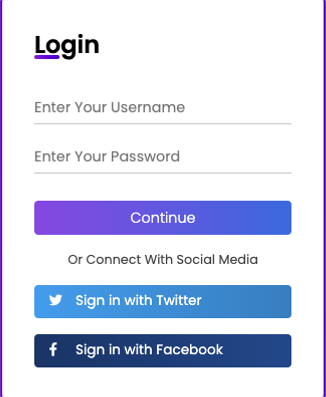 Login
Enter Your Username
Enter Your Password
Continue
Or Connect With Social Media
Sign in with Twitter
Sign in with Facebook